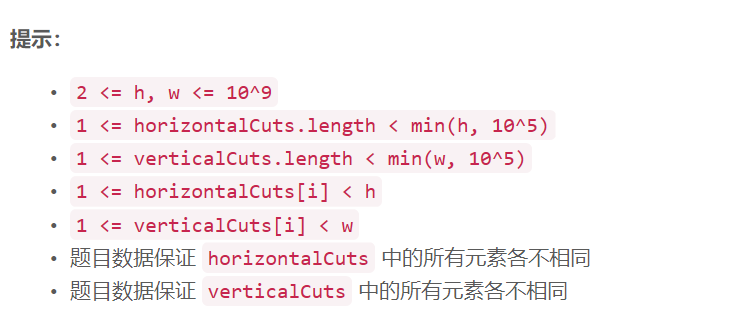 提示：
• 2 <= h, w <= 10^9
• 1 <= horizontalCuts.length < min(h, 10^5)
• 1 <= verticalCuts.length < min(w, 10^5)
• 1 <= horizontalCuts[i] < h
• 1 <= verticalCuts[i] < w
• 题目数据保证 horizontalCuts 中的所有元素各不相同
• 题目数据保证 verticalCuts 中的所有元素各不相同